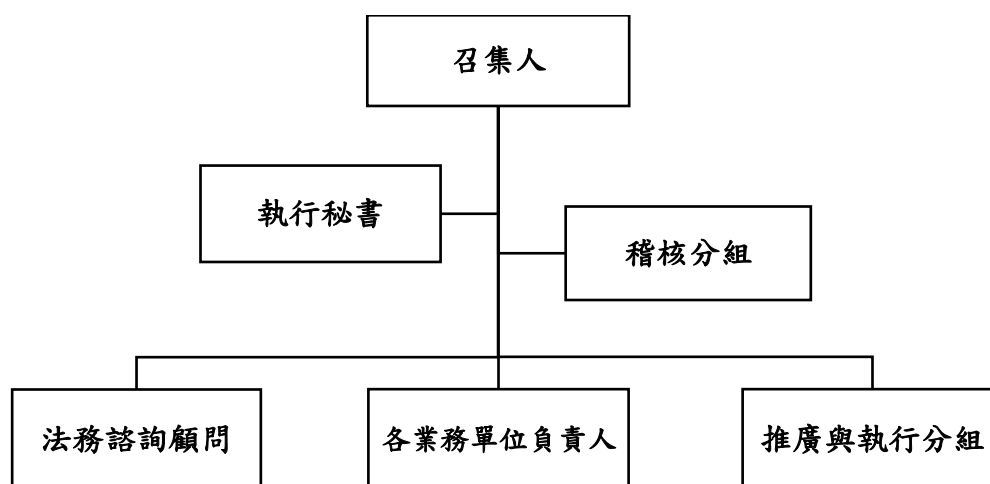 召集人
執行秘書
稽核分組
法務諮詢顧問
各業務單位負責人
推廣與執行分組